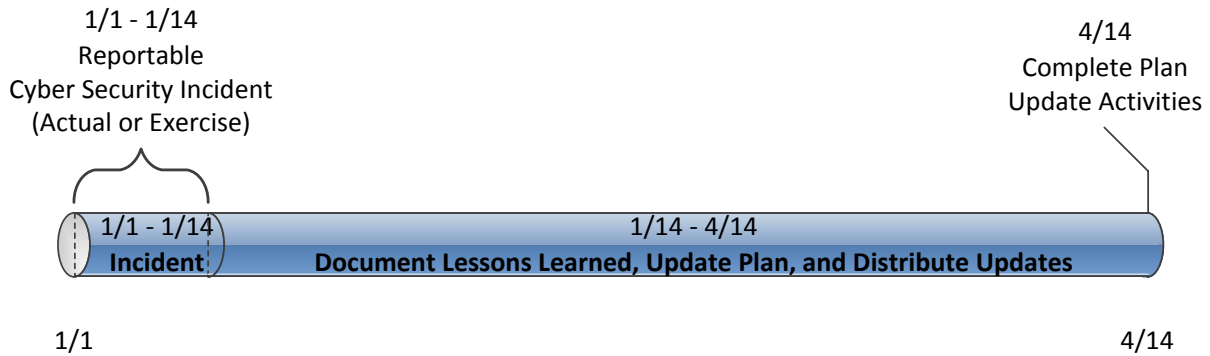 1/1 - 1/14
Reportable
Cyber Security Incident
(Actual or Exercise)
4/14
Complete Plan
Update Activities
1/1 - 1/14
Incident
1/14 - 4/14
Document Lessons Learned, Update Plan, and Distribute Updates
1/1
4/14